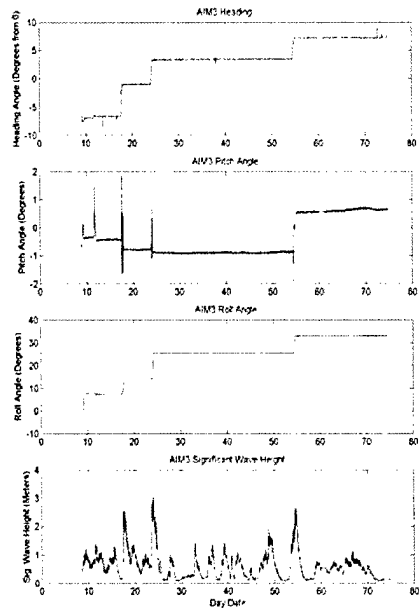 AIM3 Heading
Heading Angle (Degrees from 0)
10
5
0
-5
-10
0 10 20 30 40 50 60 70 80
AIM3 Pitch Angle
Pitch Angle (Degrees)
2
1
0
-1
-2
0 10 20 30 40 50 60 70 80
AIM3 Roll Angle
Roll Angle (Degrees)
40
30
20
10
0
-10
0 10 20 30 40 50 60 70 80
AIM3 Significant Wave Height
Sig. Wave Height (Meters)
4
3
2
1
0
0 10 20 30 40 50 60 70 80
Day Date